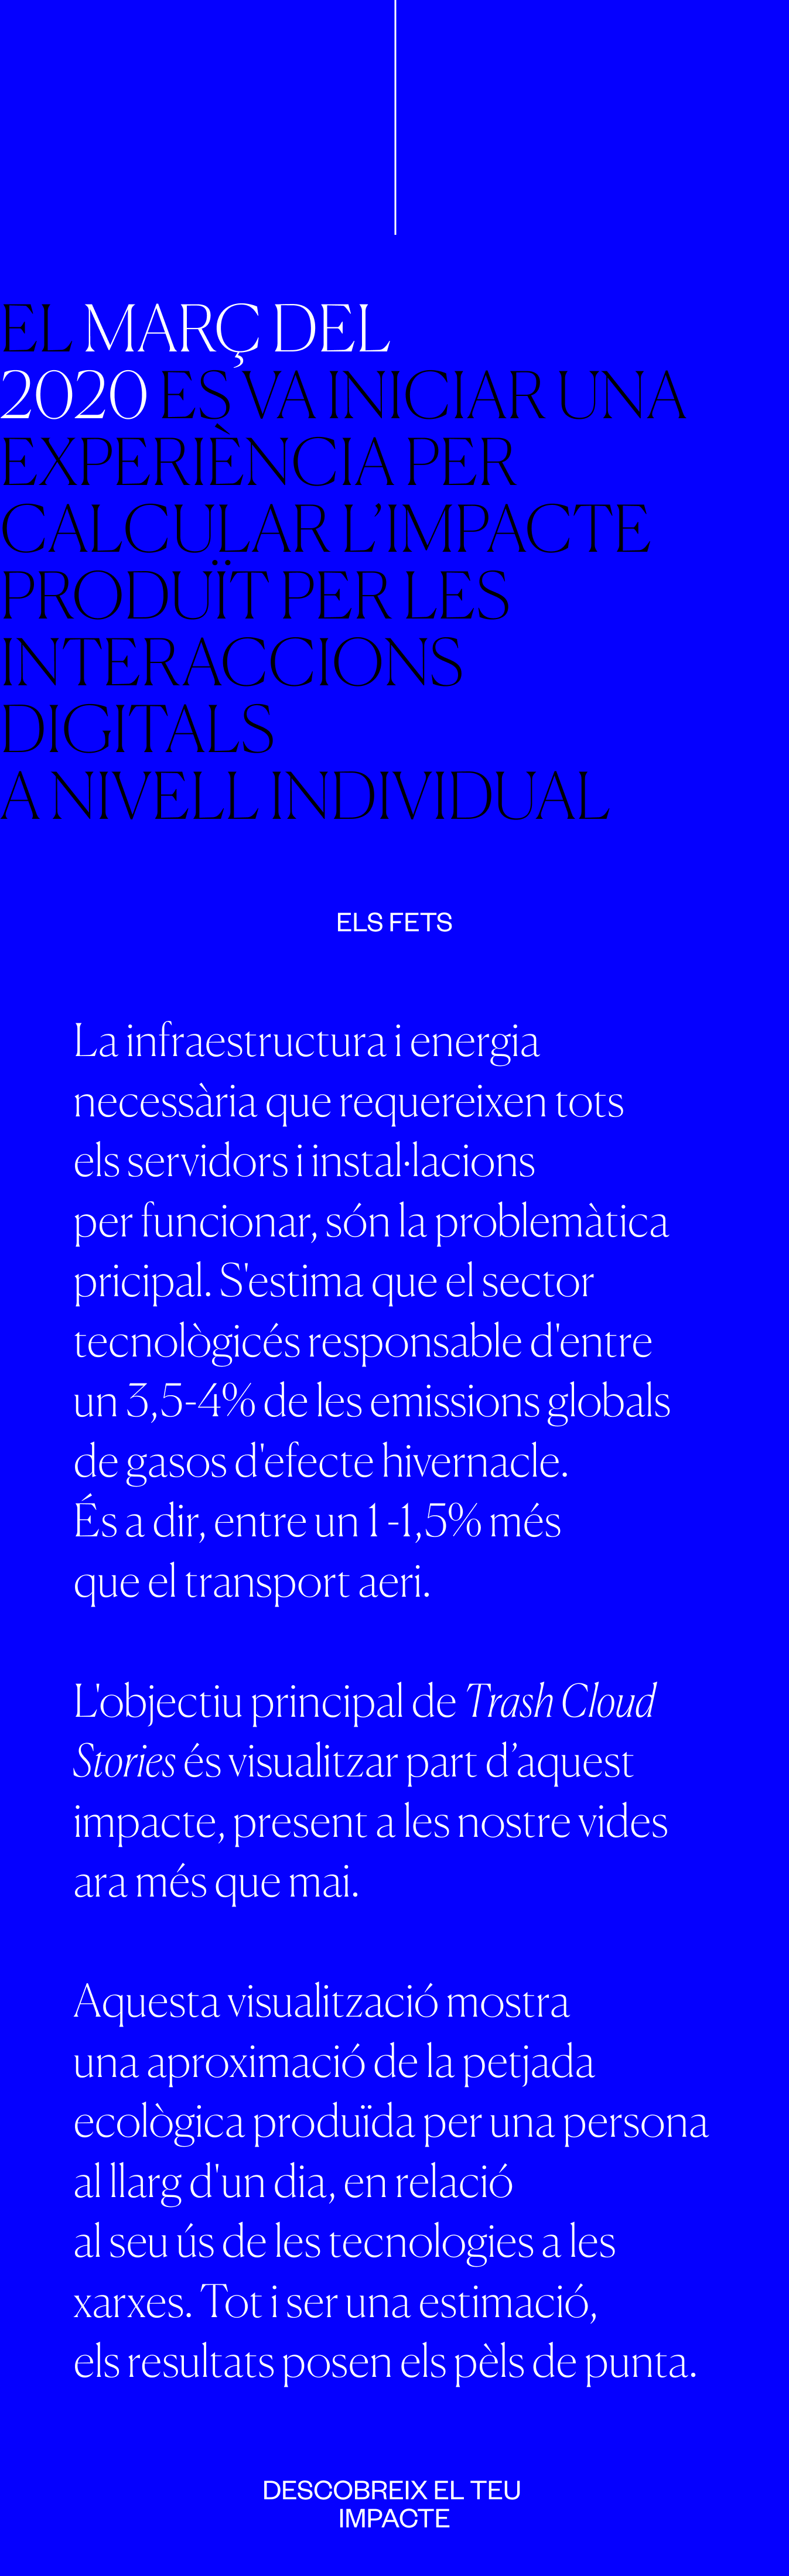 EL MARÇ DEL
2020 ES VA INICIAR UNA
EXPERIÈNCIA PER
CALCULAR L’IMPACTE
PRODUÏT PER LES
INTERACCIONS
DIGITALS
A NIVELL INDIVIDUAL
ELS FETS
La infraestructura i energia
necessària que requereixen tots
els servidors i instal·lacions
per funcionar, són la problemàtica
pricipal. S'estima que el sector
tecnològicés responsable d'entre
un 3,5-4% de les emissions globals
de gasos d'efecte hivernacle.
És a dir, entre un 1 -1,5% més
que el transport aeri.
L'objectiu principal de Trash Cloud
Stories és visualitzar part d’aquest
impacte, present a les nostre vides
ara més que mai.
Aquesta visualització mostra
una aproximació de la petjada
ecològica produïda per una persona
al llarg d'un dia, en relació
al seu ús de les tecnologies a les
xarxes. Tot i ser una estimació,
els resultats posen els pèls de punta.
DESCOBREIX EL TEU
IMPACTE